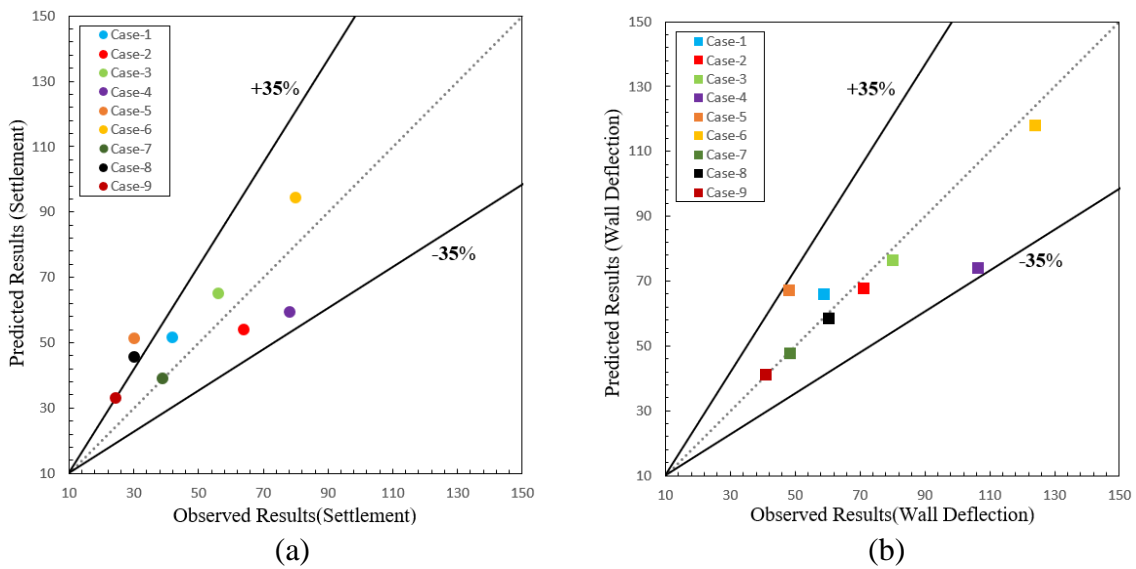 150
130
110
90
70
50
30
10
Predicted Results (Settlement)
Case-1
Case-2
Case-3
Case-4
Case-5
Case-6
Case-7
Case-8
Case-9
+35%
-35%
10 30 50 70 90 110 130 150
Observed Results(Settlement)
(a)
150
130
110
90
70
50
30
10
Predicted Results (Wall Deflection)
Case-1
Case-2
Case-3
Case-4
Case-5
Case-6
Case-7
Case-8
Case-9
+35%
-35%
10 30 50 70 90 110 130 150
Observed Results(Wall Deflection)
(b)